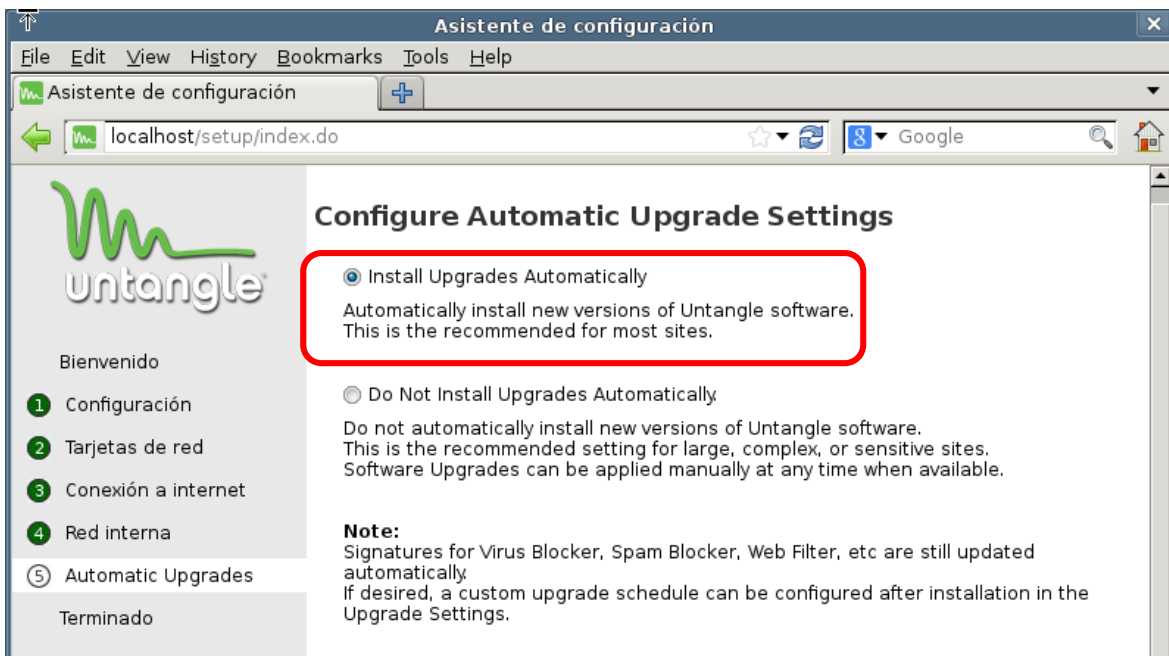 Asistente de configuración
File Edit View History Bookmarks Tools Help
Asistente de configuración
localhost/setup/index.do
8 Google
untangle
Configure Automatic Upgrade Settings
Install Upgrades Automatically
Automatically install new versions of Untangle software.
This is the recommended for most sites.
Bienvenido
1 Configuración
2 Tarjetas de red
3 Conexión a internet
4 Red interna
5 Automatic Upgrades
Terminado
Do Not Install Upgrades Automatically.
Do not automatically install new versions of Untangle software.
This is the recommended setting for large, complex, or sensitive sites.
Software Upgrades can be applied manually at any time when available.
Note:
Signatures for Virus Blocker, Spam Blocker, Web Filter, etc are still updated
automatically.
If desired, a custom upgrade schedule can be configured after installation in the
Upgrade Settings.